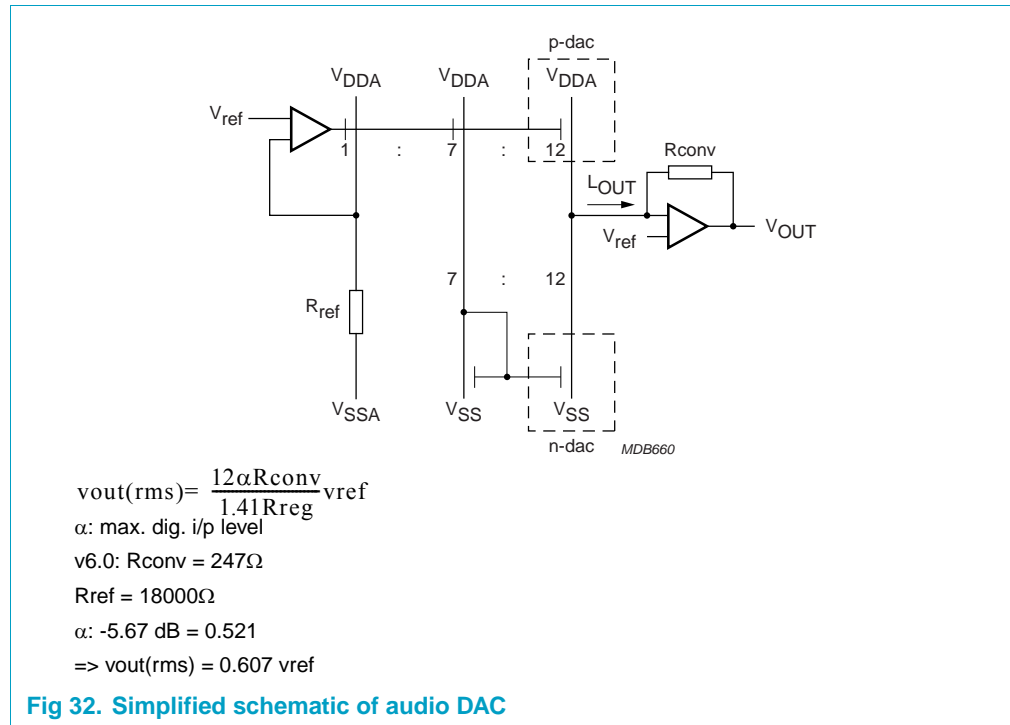 p-dac
VDDA VDDA VDDA
Vref
1 : 7 : 12
Rconv
LOUT
Vref
VOUT
7 : 12
Rref
VSSA VSS VSS
n-dac MDB660
vout(rms)= 12αRconv/1.41Rreg vref
α: max. dig. i/p level
v6.0: Rconv = 247Ω
Rref = 18000Ω
α: -5.67 dB = 0.521
=> vout(rms) = 0.607 vref
Fig 32. Simplified schematic of audio DAC